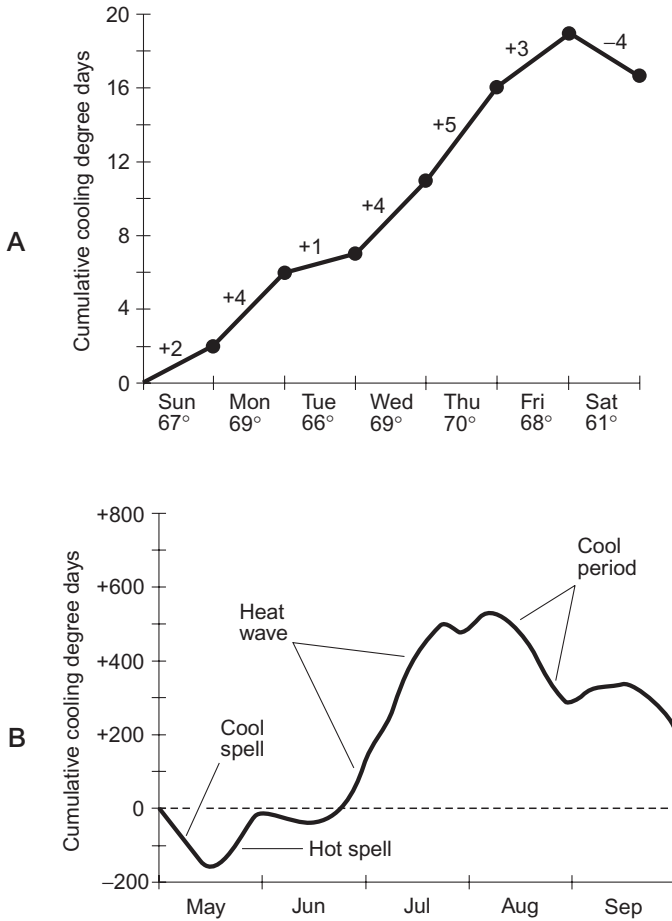 A
Cumulative cooling degree days
20
16
12
8
4
0
+2
+4
+1
+4
+5
+3
–4
Sun Mon Tue Wed Thu Fri Sat
67° 69° 66° 69° 70° 68° 61°
B
Cumulative cooling degree days
+800
+600
+400
+200
0
–200
Cool
spell
Hot spell
Heat
wave
Cool
period
May Jun Jul Aug Sep